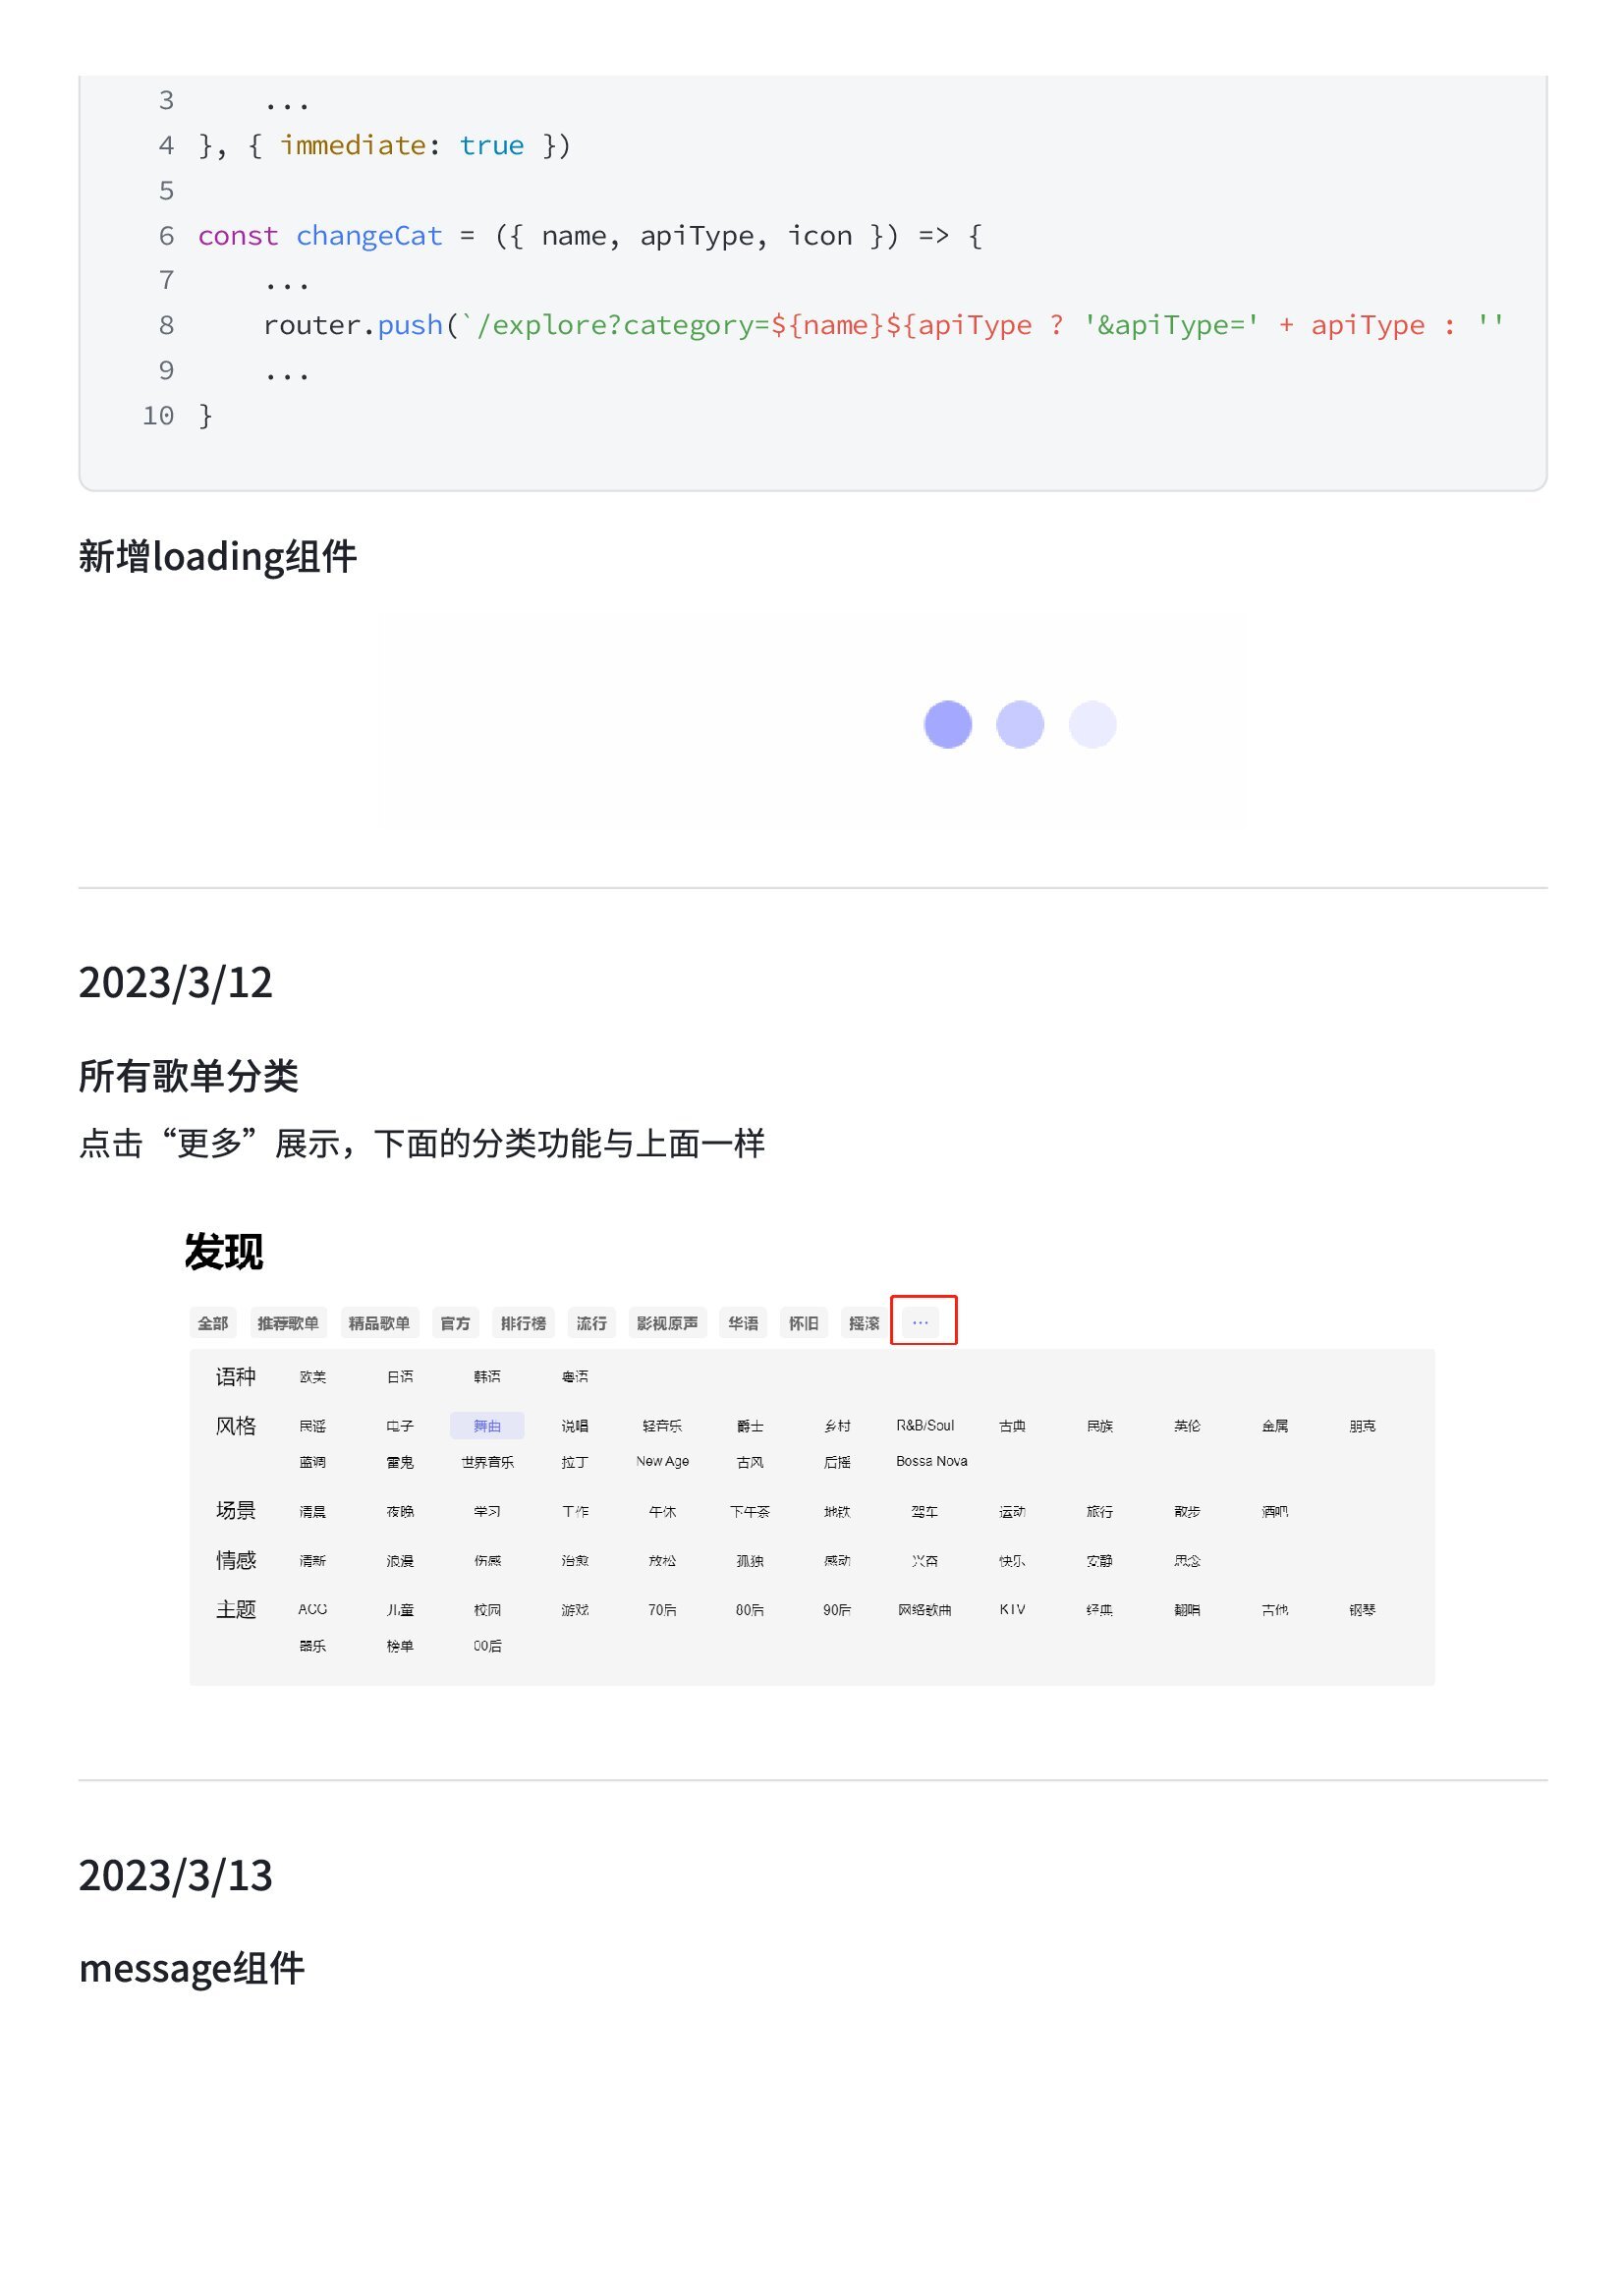 3 ...
4 }, { immediate: true })
5
6 const changeCat = ({ name, apiType, icon }) => {
7 ...
8 router.push(`/explore?category=${name}${apiType ? '&apiType=' + apiType : ''
9 ...
10 }
新增loading组件
2023/3/12
所有歌单分类
点击“更多”展示，下面的分类功能与上面一样
发现
全部 推荐歌单 精品歌单 官方 排行榜 流行 影视原声 华语 怀旧 摇滚 ...
语种 欧美 日语 韩语 粤语
风格 民谣 电子 舞曲 说唱 轻音乐 爵士 乡村 R&B/Soul 古典 民族 英伦 金属 朋克
蓝调 雷鬼 世界音乐 拉丁 New Age 古风 后摇 Bossa Nova
场景 清晨 夜晚 学习 工作 午休 下午茶 地铁 驾车 运动 旅行 散步 酒吧
情感 清新 浪漫 伤感 治愈 放松 孤独 感动 兴奋 快乐 安静 思念
主题 ACG 儿童 校园 游戏 70后 80后 90后 网络歌曲 KTV 经典 翻唱 吉他 钢琴
器乐 榜单 00后
2023/3/13
message组件